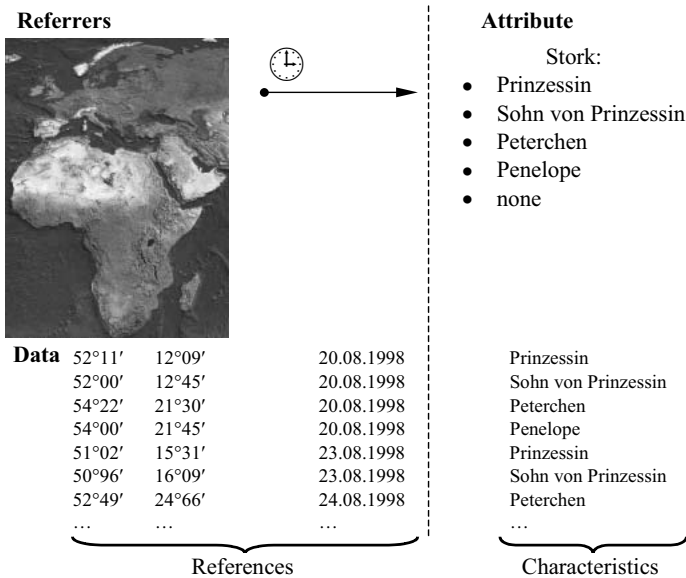 Referrers
Attribute
Stork:
• Prinzessin
• Sohn von Prinzessin
• Peterchen
• Penelope
• none
Data 52°11′ 12°09′ 20.08.1998 Prinzessin
52°00′ 12°45′ 20.08.1998 Sohn von Prinzessin
54°22′ 21°30′ 20.08.1998 Peterchen
54°00′ 21°45′ 20.08.1998 Penelope
51°02′ 15°31′ 23.08.1998 Prinzessin
50°96′ 16°09′ 23.08.1998 Sohn von Prinzessin
52°49′ 24°66′ 24.08.1998 Peterchen
… … … …
References Characteristics